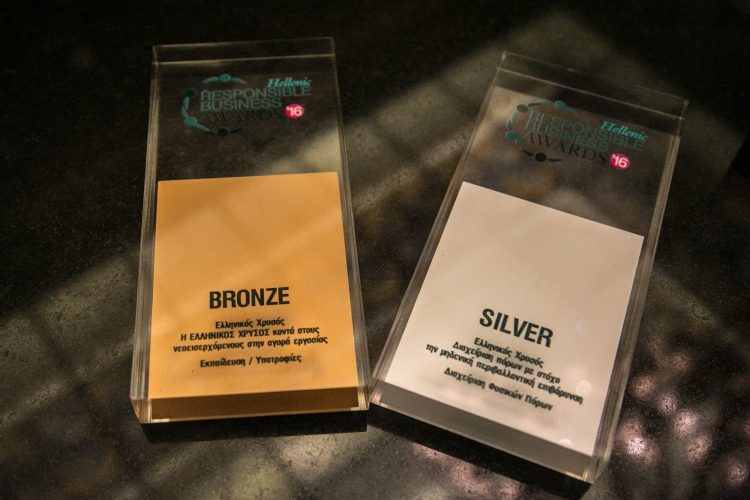 Hellenic
RESPONSIBLE
BUSINESS
AWARDS '16
BRONZE
Ελληνικός Χρυσός
Η ΕΛΛΗΝΙΚΟΣ ΧΡΥΣΟΣ κοντά στους
νεοεισερχόμενους στην αγορά εργασίας
Εκπαίδευση / Υποτροφίες
Hellenic
RESPONSIBLE
BUSINESS
AWARDS '16
SILVER
Ελληνικός Χρυσός
Διαχείριση πόρων με στόχο
την μηδενική περιβαλλοντική επιβάρυνση
Διαχείριση Φυσικών Πόρων